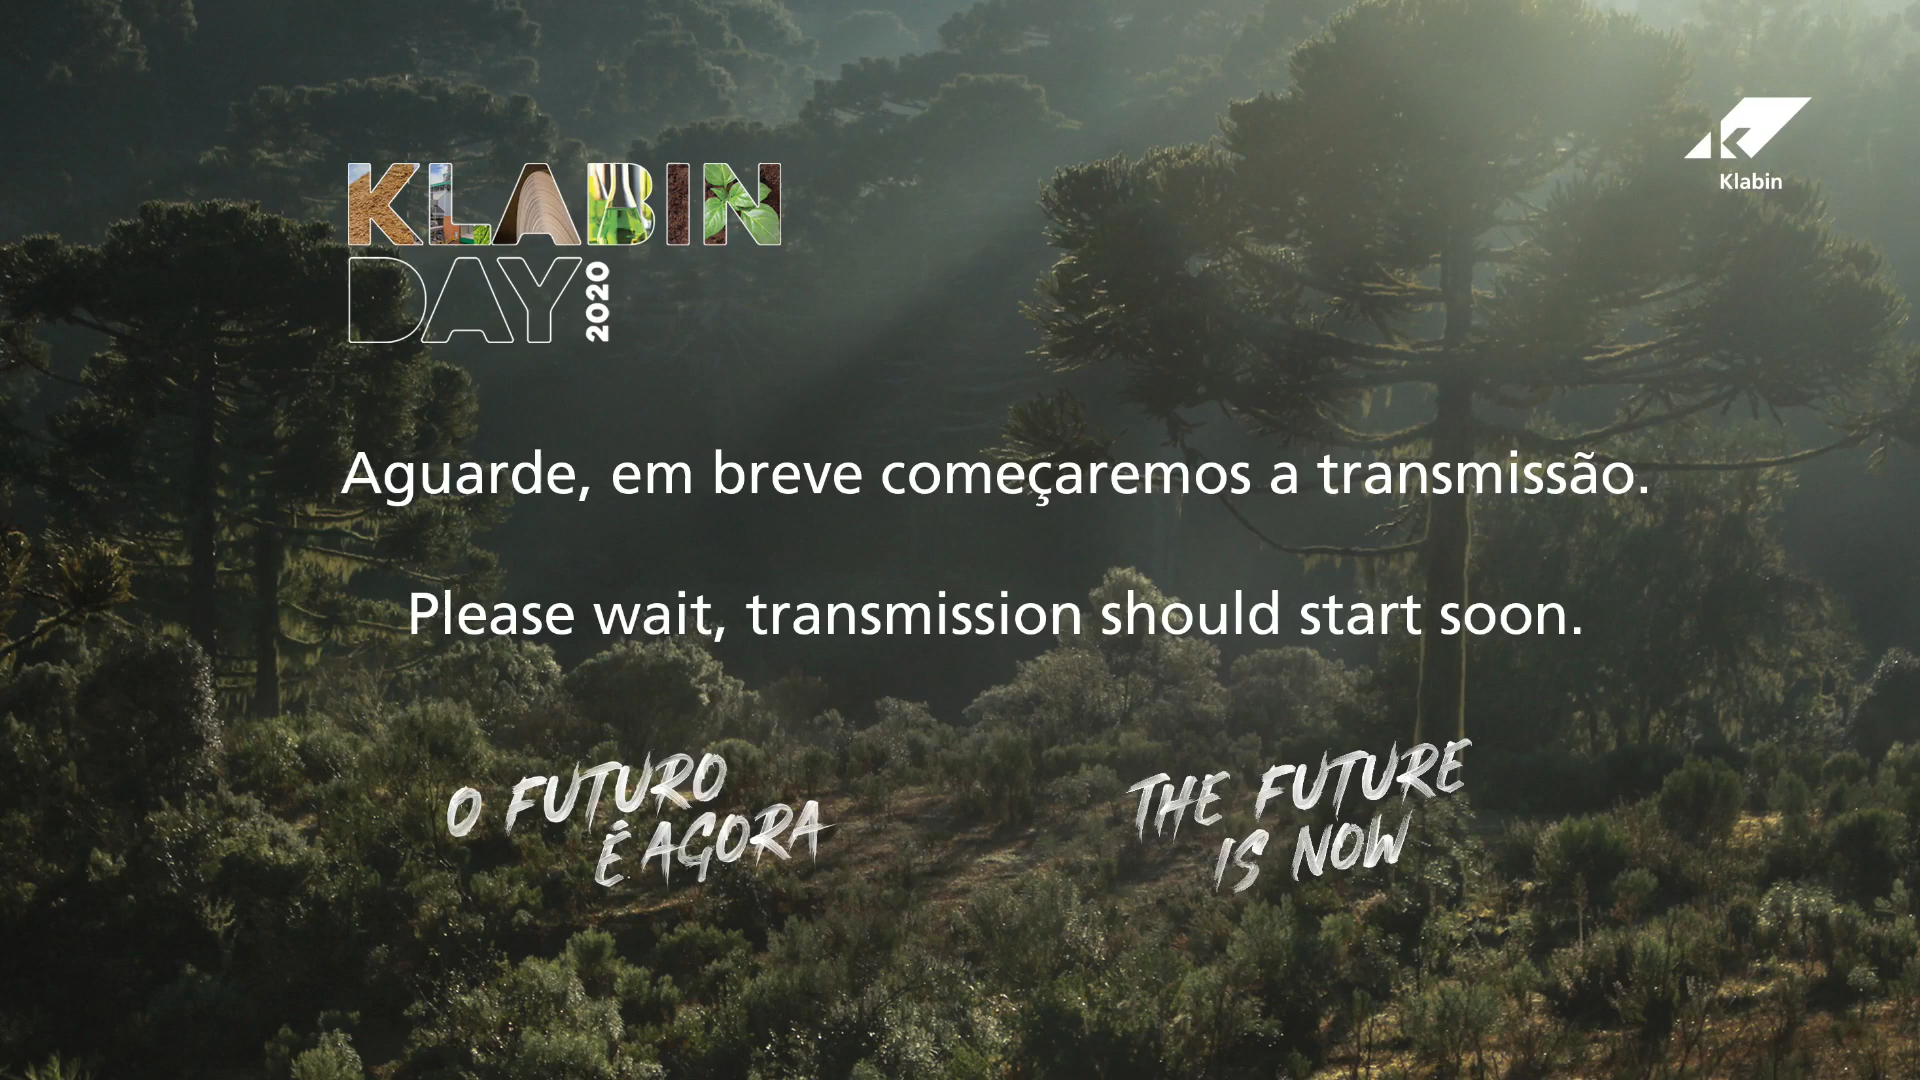 KLABIN
DAY 2020
Klabin
Aguarde, em breve começaremos a transmissão.
Please wait, transmission should start soon.
O FUTURO
É AGORA
THE FUTURE
IS NOW